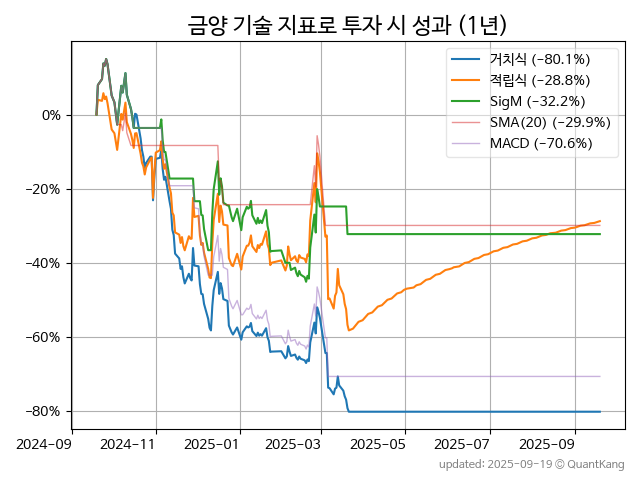 금양 기술 지표로 투자 시 성과 (1년)
거치식 (−80.1%)
적립식 (−28.8%)
SigM (−32.2%)
SMA(20) (−29.9%)
MACD (−70.6%)
0%
−20%
−40%
−60%
−80%
2024-09 2024-11 2025-01 2025-03 2025-05 2025-07 2025-09
updated: 2025-09-19 © QuantKang